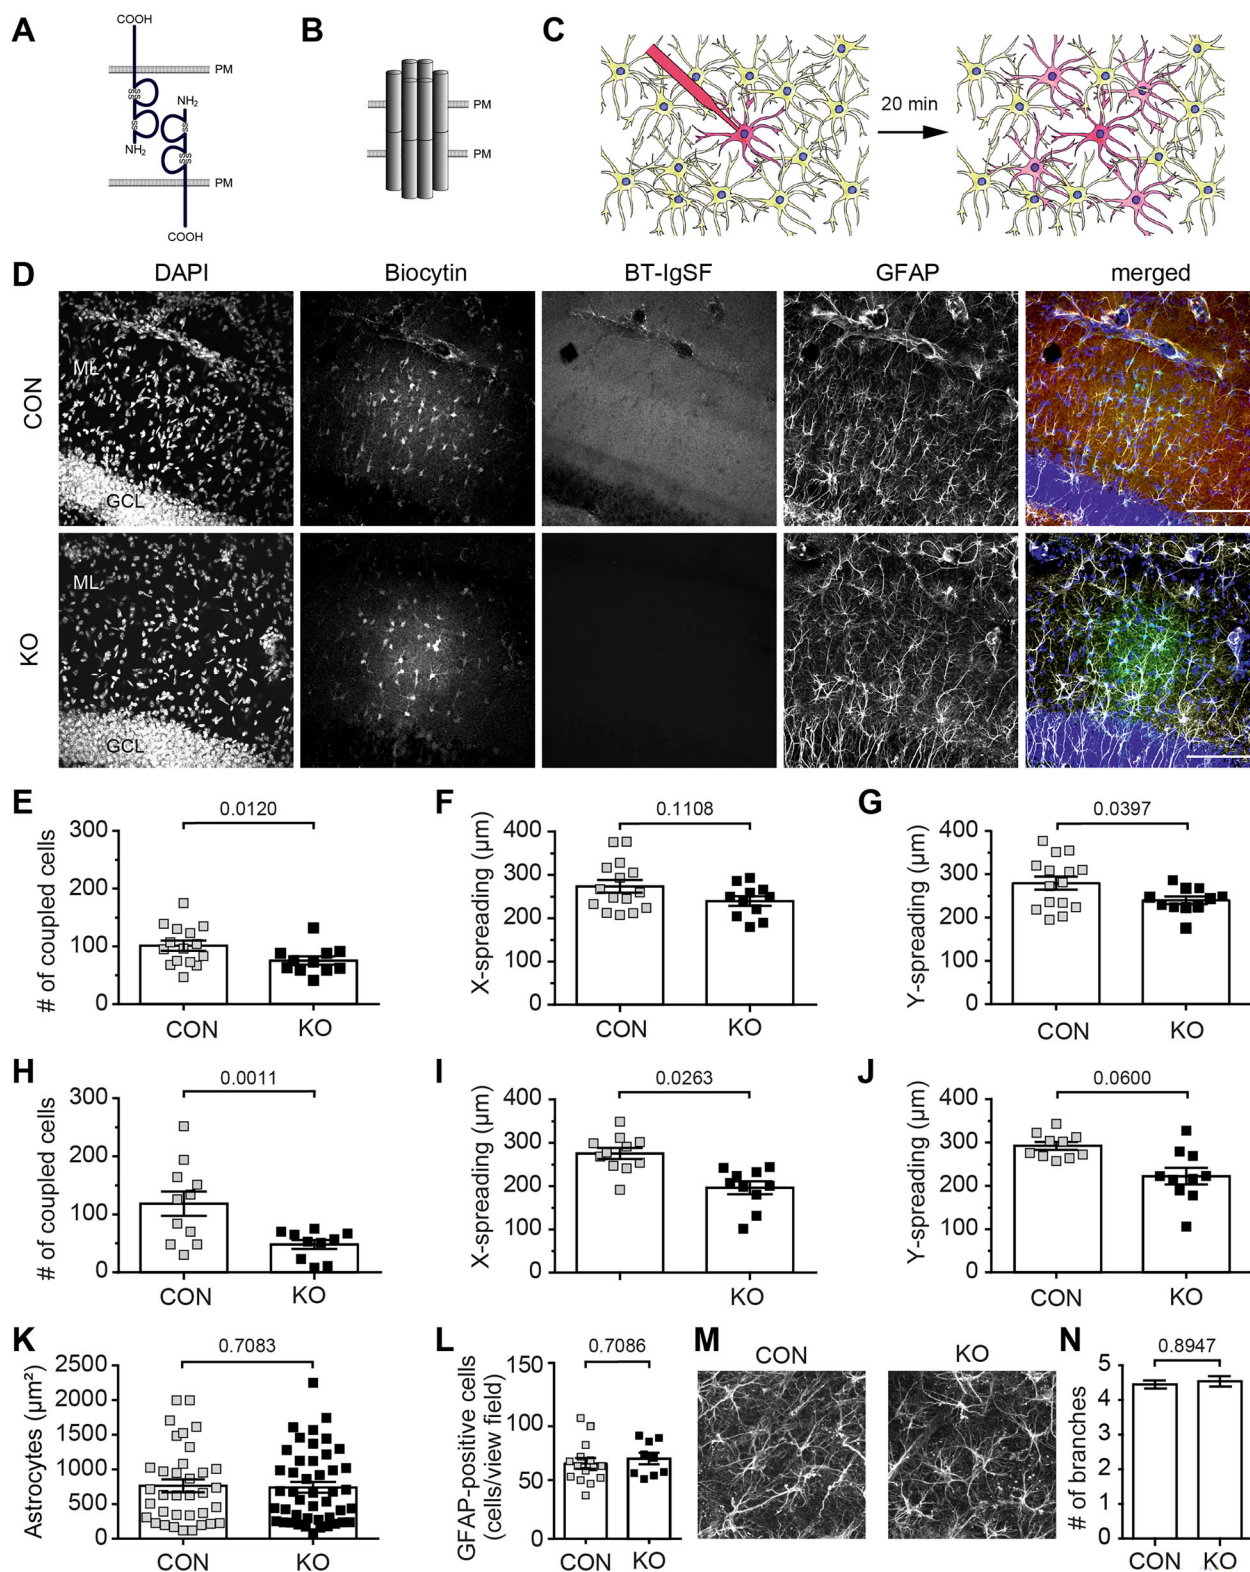 A
COOH
PM
NH₂
SS
SS
SS
NH₂
SS
PM
COOH
B
PM
PM
C
20 min
D
DAPI
Biocytin
BT-IgSF
GFAP
merged
CON
ML
GCL
KO
ML
GCL
E
0.0120
# of coupled cells
300
200
100
0
CON
KO
F
0.1108
X-spreading (µm)
400
300
200
100
0
CON
KO
G
0.0397
Y-spreading (µm)
400
300
200
100
0
CON
KO
H
0.0011
# of coupled cells
300
200
100
0
CON
KO
I
0.0263
X-spreading (µm)
400
300
200
100
0
KO
J
0.0600
Y-spreading (µm)
400
300
200
100
0
CON
KO
K
0.7083
Astrocytes (µm²)
2500
2000
1500
1000
500
0
CON
KO
L
0.7086
GFAP-positive cells
(cells/view field)
150
100
50
0
CON
KO
M
CON
KO
N
0.8947
# of branches
5
4
3
2
1
0
CON
KO